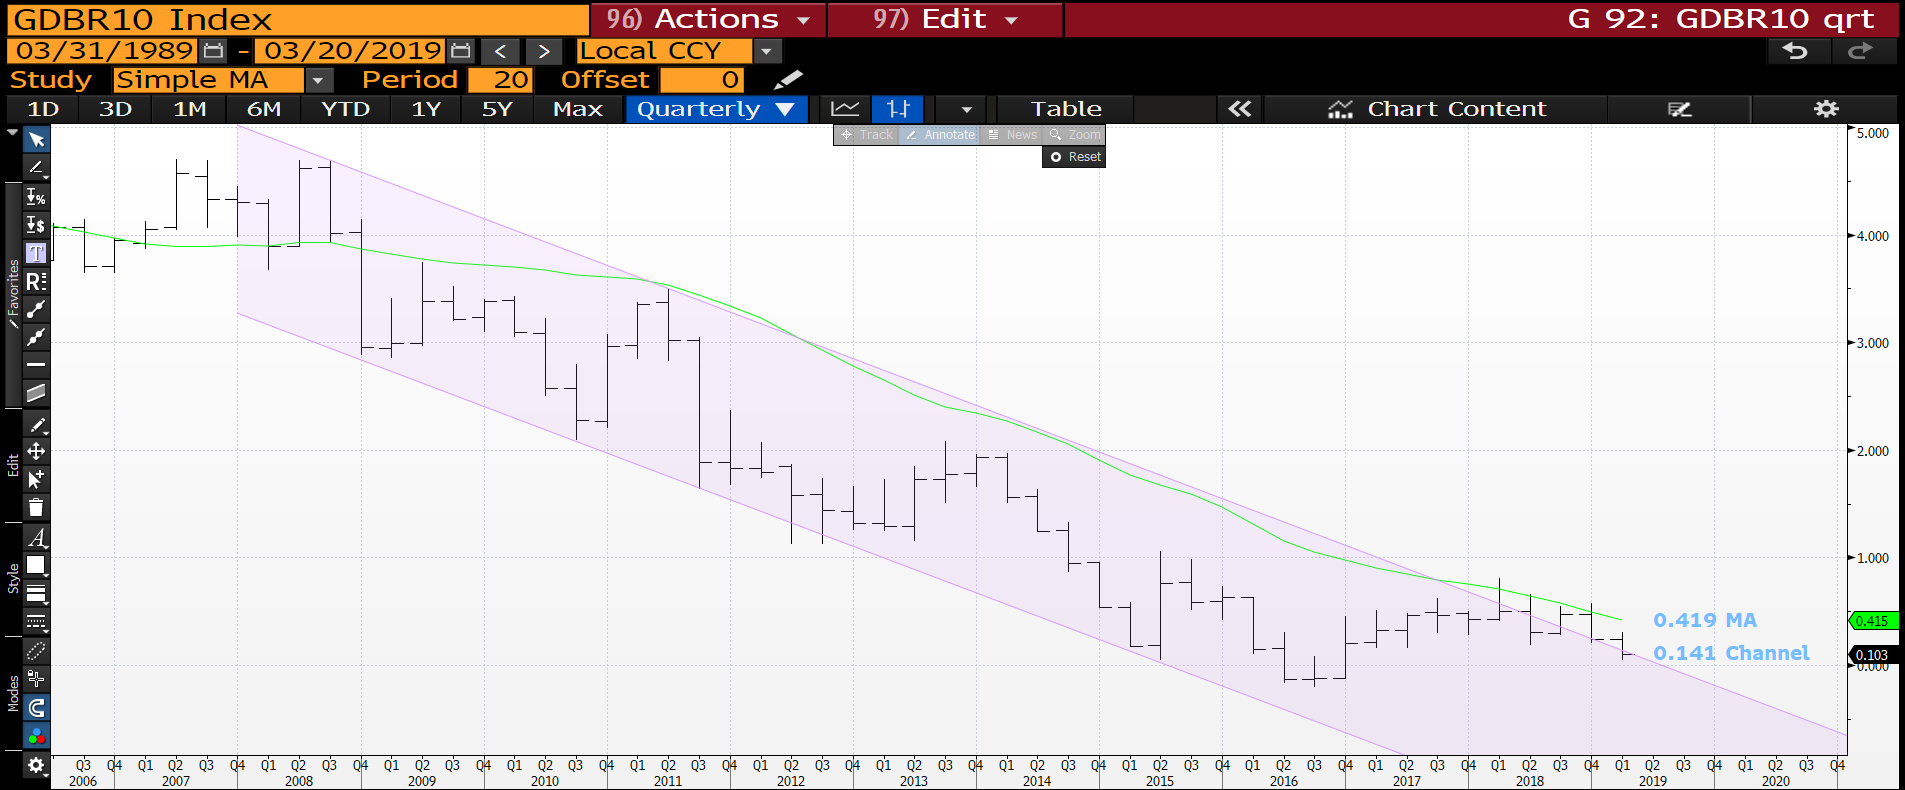 GDBR10 Index 96) Actions 97) Edit G 92: GDBR10 qrt
03/31/1989 - 03/20/2019 < > Local CCY
Study Simple MA Period 20 Offset 0
1D 3D 1M 6M YTD 1Y 5Y Max Quarterly Table Chart Content
Track Annotate News Zoom
Reset
Favorites
Edit
Style
Modes
%
$
T
R
A
5.000
4.000
3.000
2.000
1.000
0.415
0.103
0.000
0.419 MA
0.141 Channel
Q3 Q4 Q1 Q2 Q3 Q4 Q1 Q2 Q3 Q4 Q1 Q2 Q3 Q4 Q1 Q2 Q3 Q4 Q1 Q2 Q3 Q4 Q1 Q2 Q3 Q4 Q1 Q2 Q3 Q4 Q1 Q2 Q3 Q4 Q1 Q2 Q3 Q4 Q1 Q2 Q3 Q4 Q1 Q2 Q3 Q4 Q1 Q2 Q3 Q4 Q1 Q2 Q3 Q4 Q1 Q2 Q3 Q4
2006 2007 2008 2009 2010 2011 2012 2013 2014 2015 2016 2017 2018 2019 2020